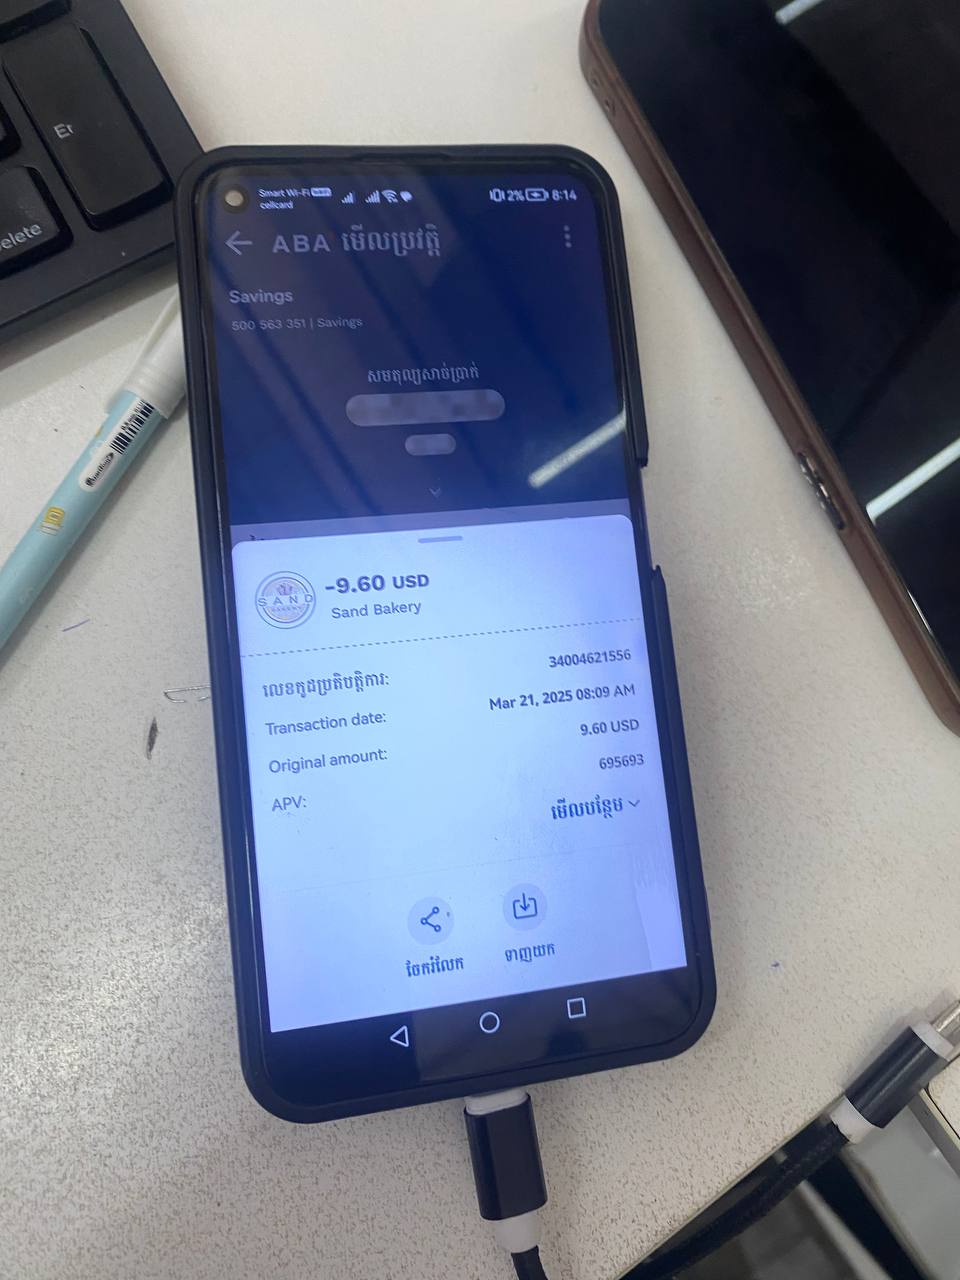 Er
elete
Smart Wi-Fi VoWiFi
cellcard
2% 8:14
ABA មើលប្រវត្តិ
Savings
500 563 351 | Savings
សមតុល្យសាច់ប្រាក់
-9.60 USD
Sand Bakery
SAND
BAKERY
លេខកូដប្រតិបត្តិការ: 34004621556
Transaction date: Mar 21, 2025 08:09 AM
Original amount: 9.60 USD
APV: 695693
មើលបន្ថែម
ចែករំលែក
ទាញយក